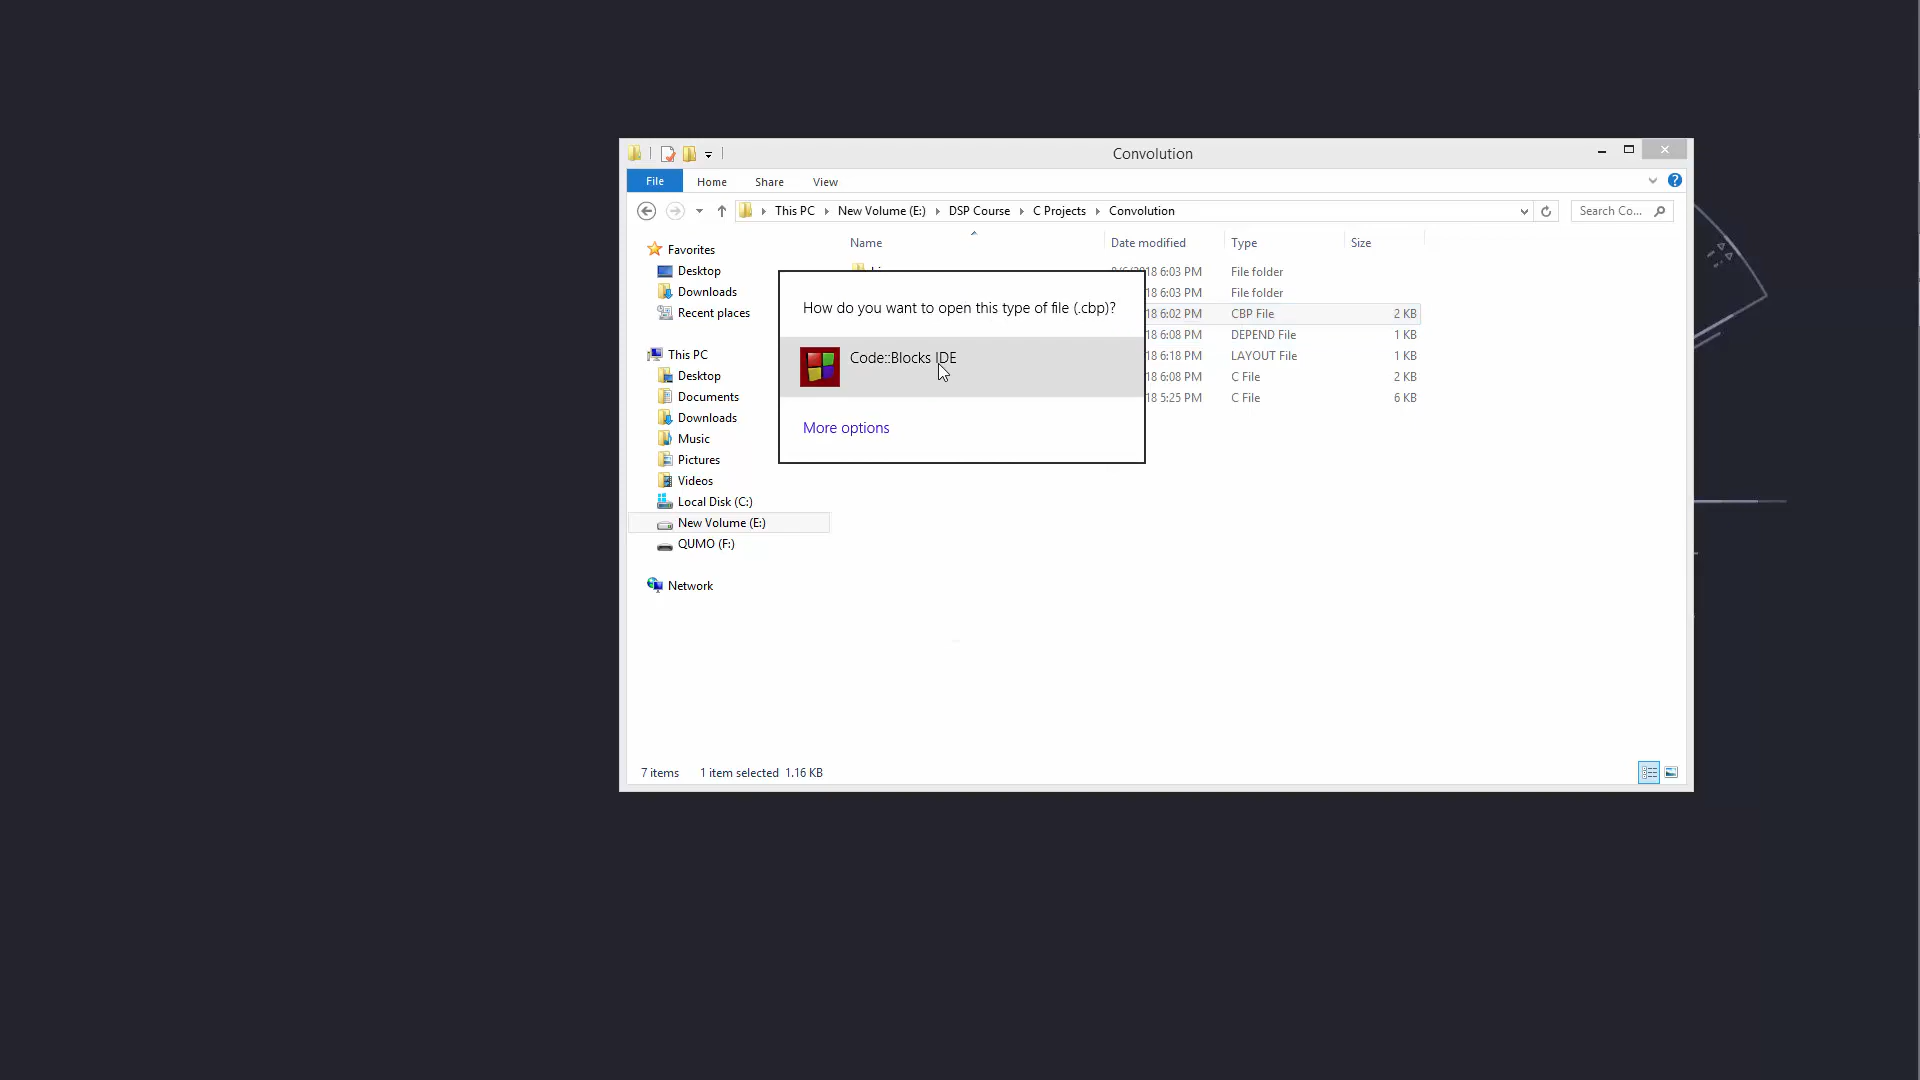 Convolution
File Home Share View
This PC New Volume (E:) DSP Course C Projects Convolution Search Co...
Name Date modified Type Size
Favorites
Desktop
Downloads
Recent places
This PC
Desktop
Documents
Downloads
Music
Pictures
Videos
Local Disk (C:)
New Volume (E:)
QUMO (F:)
Network
18 6:03 PM File folder
18 6:03 PM File folder
18 6:02 PM CBP File 2 KB
18 6:08 PM DEPEND File 1 KB
18 6:18 PM LAYOUT File 1 KB
18 6:08 PM C File 2 KB
18 5:25 PM C File 6 KB
How do you want to open this type of file (.cbp)?
Code::Blocks IDE
More options
7 items 1 item selected 1.16 KB